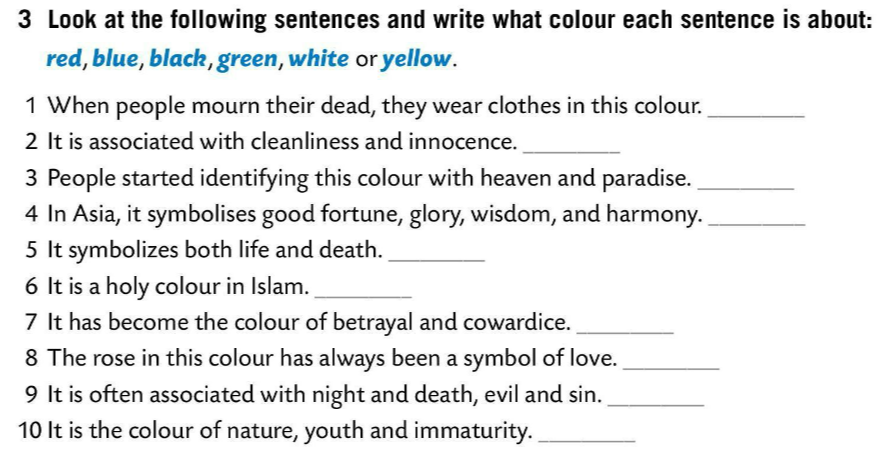 3 Look at the following sentences and write what colour each sentence is about:
red, blue, black, green, white or yellow.
1 When people mourn their dead, they wear clothes in this colour. ________
2 It is associated with cleanliness and innocence. ________
3 People started identifying this colour with heaven and paradise. ________
4 In Asia, it symbolises good fortune, glory, wisdom, and harmony. ________
5 It symbolizes both life and death. ________
6 It is a holy colour in Islam. ________
7 It has become the colour of betrayal and cowardice. ________
8 The rose in this colour has always been a symbol of love. ________
9 It is often associated with night and death, evil and sin. ________
10 It is the colour of nature, youth and immaturity. ________